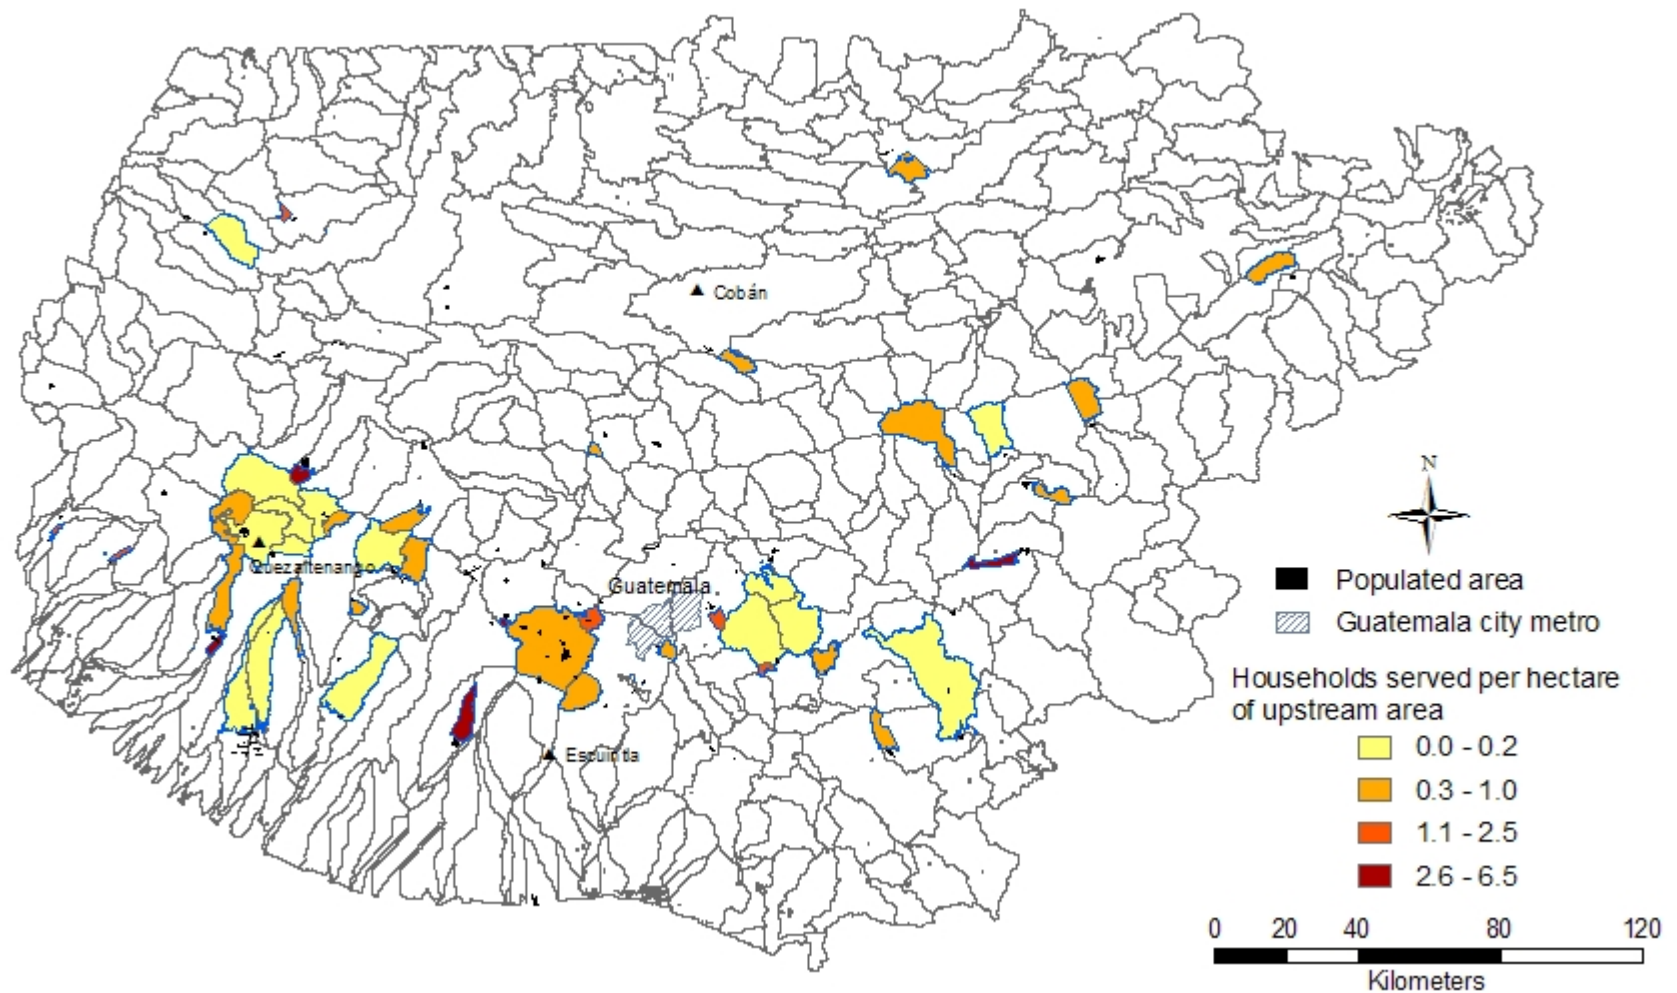 Cobán
N
Quezaltenango
Guatemala
Escuintla
Populated area
Guatemala city metro
Households served per hectare
of upstream area
0.0 - 0.2
0.3 - 1.0
1.1 - 2.5
2.6 - 6.5
0 20 40 80 120
Kilometers